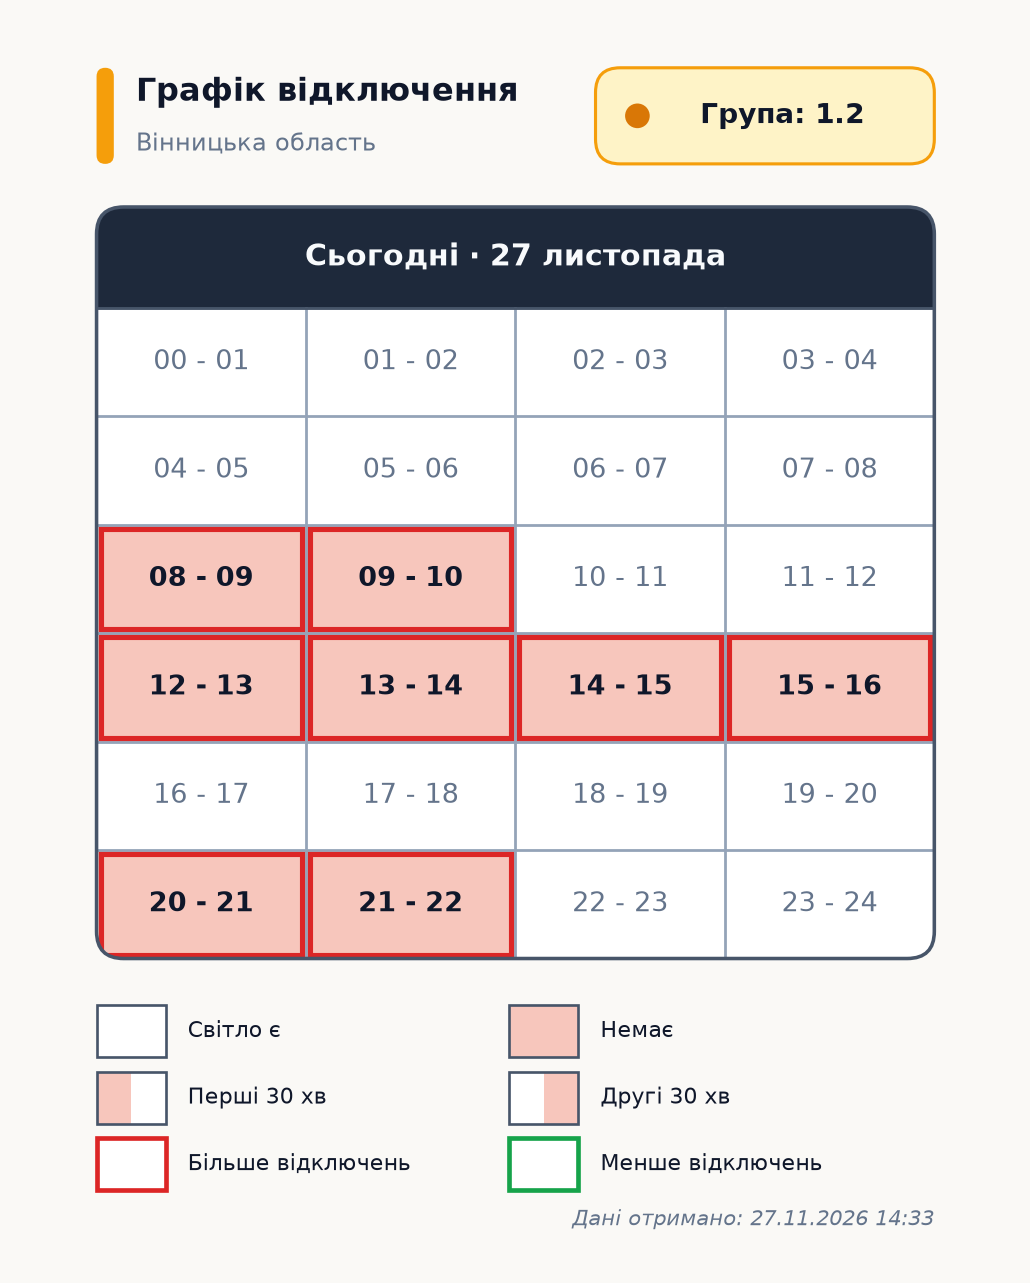 Графік відключення
Вінницька область
Група: 1.2
Сьогодні · 27 листопада
00 - 01 01 - 02 02 - 03 03 - 04
04 - 05 05 - 06 06 - 07 07 - 08
08 - 09 09 - 10 10 - 11 11 - 12
12 - 13 13 - 14 14 - 15 15 - 16
16 - 17 17 - 18 18 - 19 19 - 20
20 - 21 21 - 22 22 - 23 23 - 24
Світло є Немає
Перші 30 хв Другі 30 хв
Більше відключень Менше відключень
Дані отримано: 27.11.2026 14:33